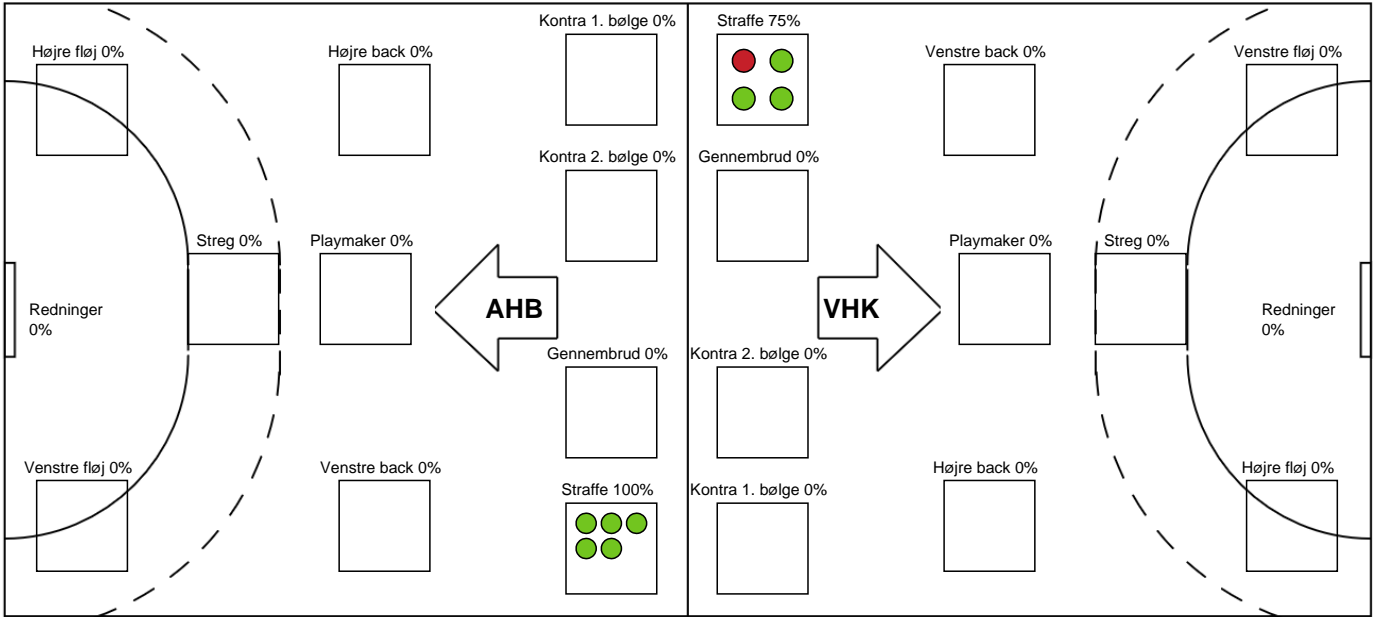 Kontra 1. bølge 0%
Straffe 75%
Højre fløj 0%
Højre back 0%
Venstre back 0%
Venstre fløj 0%
Kontra 2. bølge 0%
Gennembrud 0%
Streg 0%
Playmaker 0%
Playmaker 0%
Streg 0%
Redninger
0%
AHB
VHK
Redninger
0%
Gennembrud 0%
Kontra 2. bølge 0%
Venstre fløj 0%
Venstre back 0%
Højre back 0%
Højre fløj 0%
Straffe 100%
Kontra 1. bølge 0%